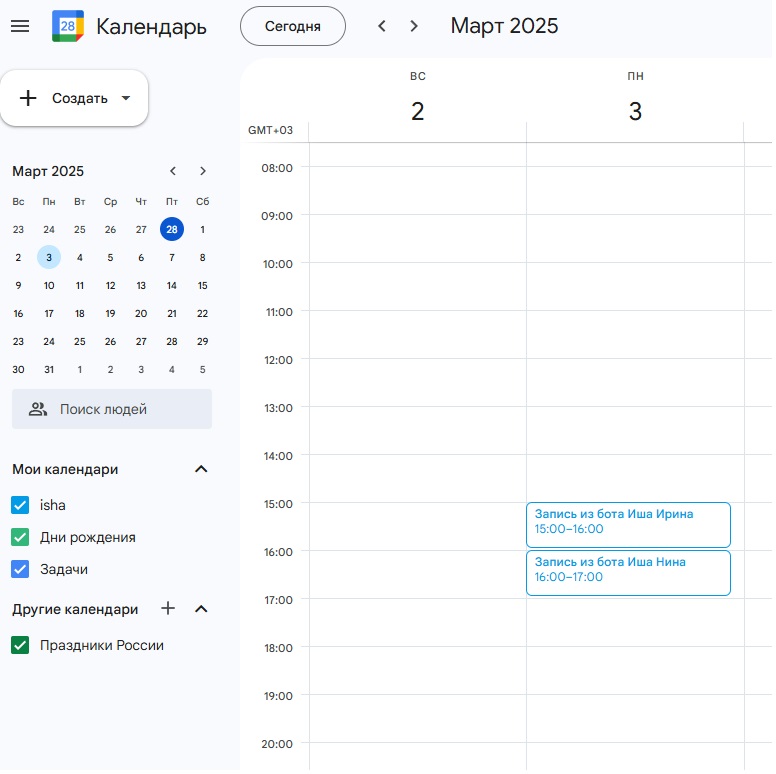 28 Календарь Сегодня Март 2025
Создать
Март 2025
Вс Пн Вт Ср Чт Пт Сб
23 24 25 26 27 28 1
2 3 4 5 6 7 8
9 10 11 12 13 14 15
16 17 18 19 20 21 22
23 24 25 26 27 28 29
30 31 1 2 3 4 5
Поиск людей
Мои календари
isha
Дни рождения
Задачи
Другие календари
Праздники России
ВС ПН
2 3
GMT+03
08:00
09:00
10:00
11:00
12:00
13:00
14:00
15:00
Запись из бота Иша Ирина
15:00–16:00
16:00
Запись из бота Иша Нина
16:00–17:00
17:00
18:00
19:00
20:00